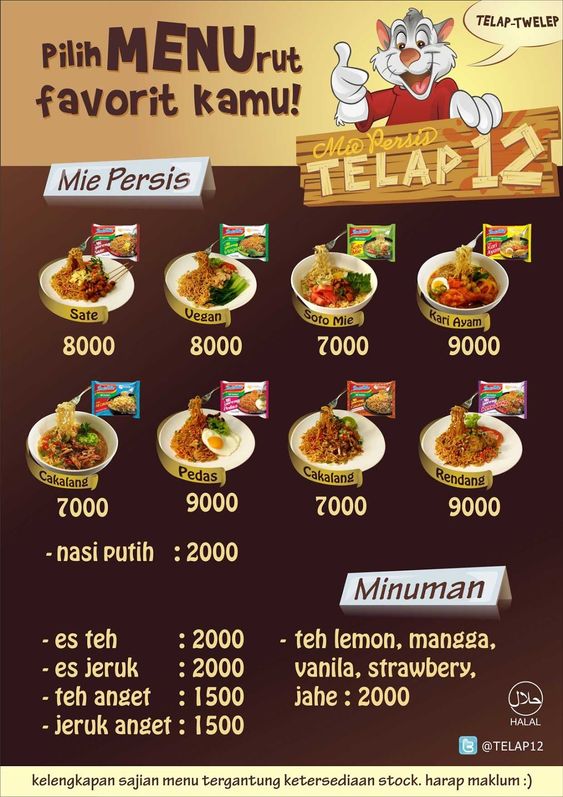 Pilih MENUrut
favorit kamu!
TELAP-TWELEP
Mie Persis
TELAP 12
Mie Persis
Sate
8000
Vegan
8000
Soto Mie
7000
Kari Ayam
9000
Cakalang
7000
Pedas
9000
Cakalang
7000
Rendang
9000
- nasi putih : 2000
Minuman
- es teh : 2000
- es jeruk : 2000
- teh anget : 1500
- jeruk anget : 1500
- teh lemon, mangga,
vanila, strawbery,
jahe : 2000
حلال
HALAL
@TELAP12
kelengkapan sajian menu tergantung ketersediaan stock. harap maklum :)